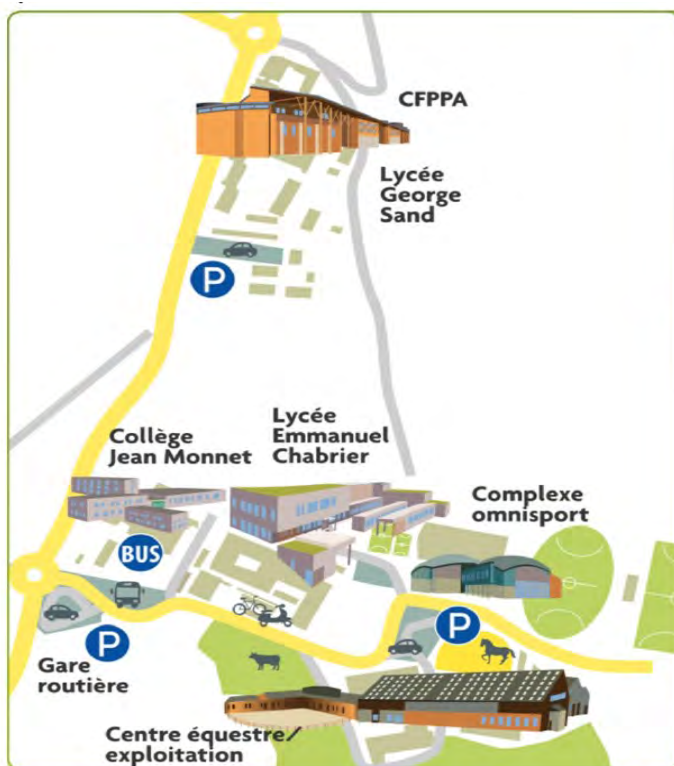 CFPPA
Lycée
George
Sand
P
Lycée
Emmanuel
Chabrier
Collège
Jean Monnet
Complexe
omnisport
BUS
P
P
Gare
routière
Centre équestre/
exploitation